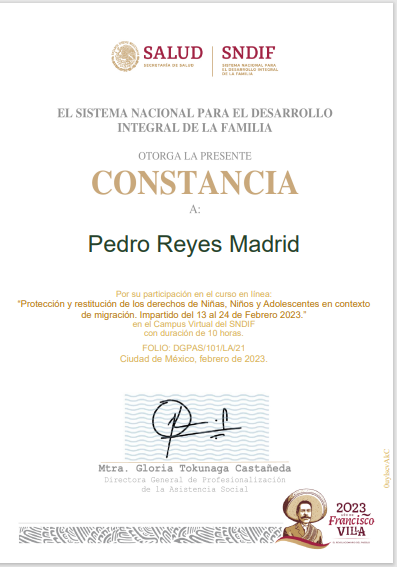 SALUD
SECRETARÍA DE SALUD
SNDIF
SISTEMA NACIONAL PARA
EL DESARROLLO INTEGRAL
DE LA FAMILIA
EL SISTEMA NACIONAL PARA EL DESARROLLO
INTEGRAL DE LA FAMILIA
OTORGA LA PRESENTE
CONSTANCIA
A:
Pedro Reyes Madrid
Por su participación en el curso en línea:
“Protección y restitución de los derechos de Niñas, Niños y Adolescentes en contexto
de migración. Impartido del 13 al 24 de Febrero 2023.”
en el Campus Virtual del SNDIF
con duración de 10 horas.
FOLIO: DGPAS/101/LA/21
Ciudad de México, febrero de 2023.
Mtra. Gloria Tokunaga Castañeda
Directora General de Profesionalización
de la Asistencia Social
2023
AÑO DE
Francisco
VILLA